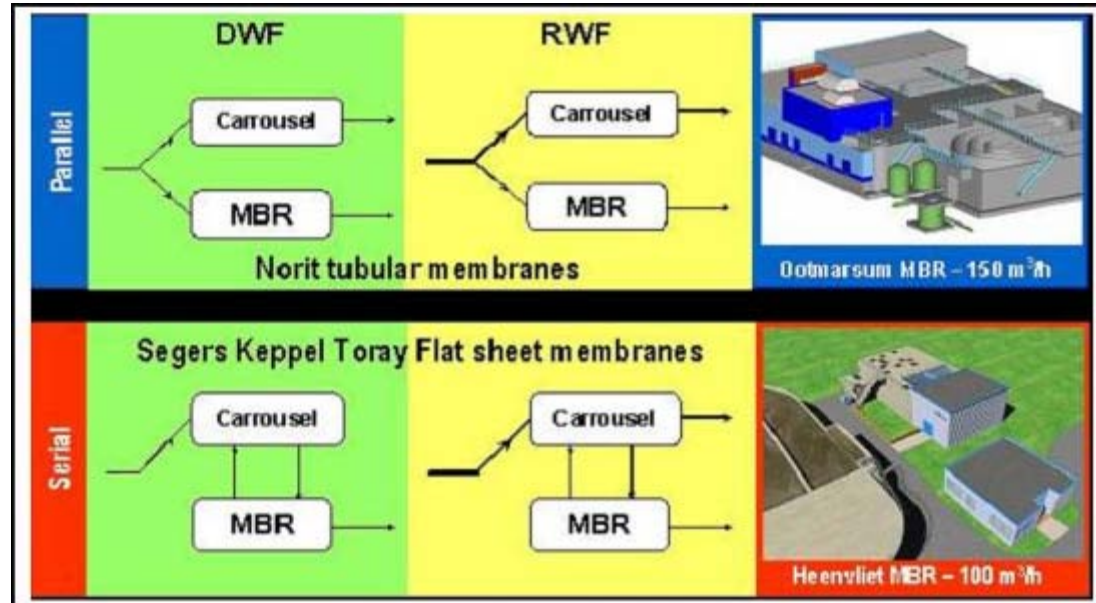 DWF
RWF
Parallel
Carrousel
Carrousel
MBR
MBR
Norit tubular membranes
Ootmarsum MBR – 150 m³/h
Serial
Segers Keppel Toray Flat sheet membranes
Carrousel
Carrousel
MBR
MBR
Heenvliet MBR – 100 m³/h